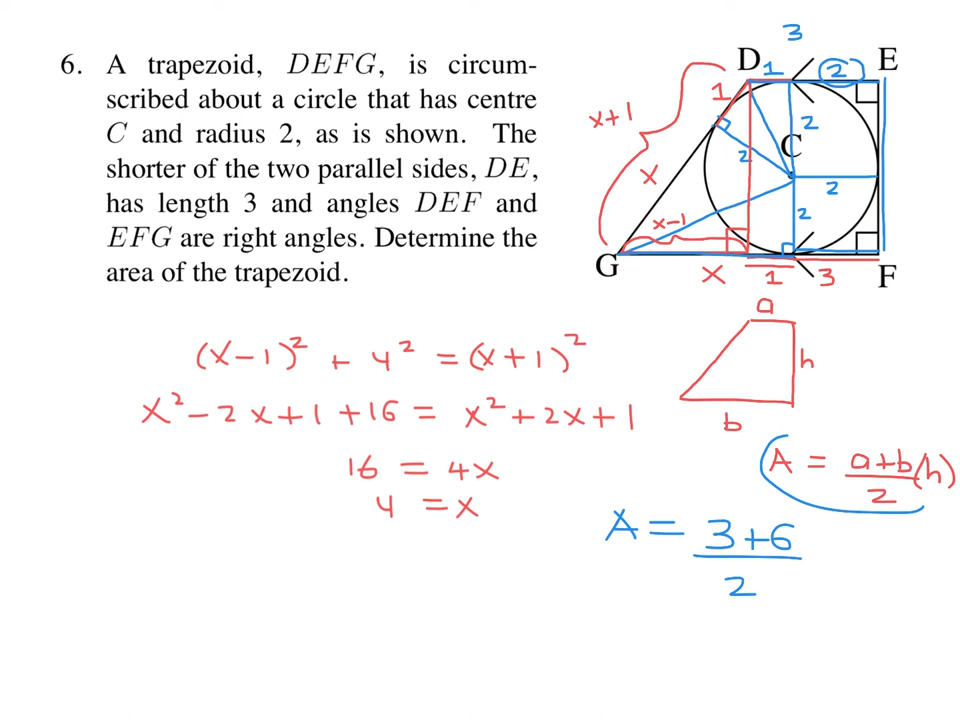 6. A trapezoid, DEFG, is circum-
scribed about a circle that has centre
C and radius 2, as is shown. The
shorter of the two parallel sides, DE,
has length 3 and angles DEF and
EFG are right angles. Determine the
area of the trapezoid.
3
D 1 2 E
1
x+1
2
C
2
x
2
x-1
2
G x 1 3 F
a
h
b
(x-1)² + 4² = (x+1)²
x² - 2x + 1 + 16 = x² + 2x + 1
16 = 4x
4 = x
A = a+b/2 (h)
A = 3+6/2